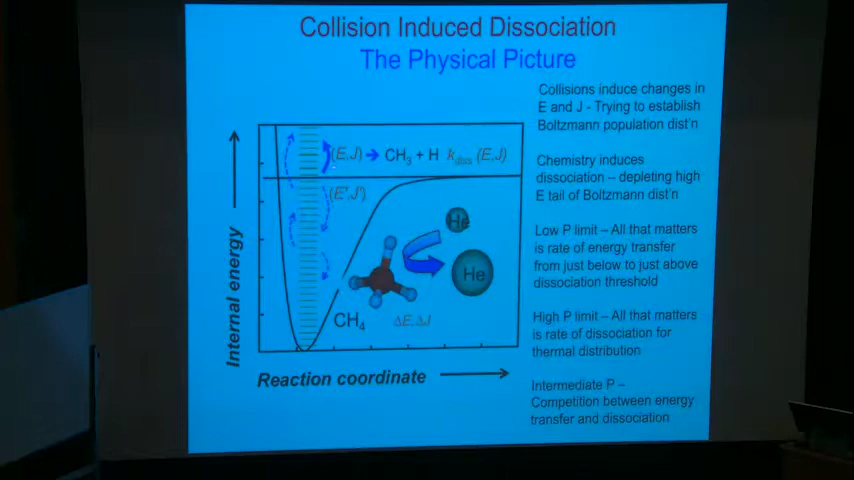 Collision Induced Dissociation
The Physical Picture
Collisions induce changes in
E and J - Trying to establish
Boltzmann population dist'n
Chemistry induces
dissociation – depleting high
E tail of Boltzmann dist'n
Low P limit – All that matters
is rate of energy transfer
from just below to just above
dissociation threshold
High P limit – All that matters
is rate of dissociation for
thermal distribution
Intermediate P –
Competition between energy
transfer and dissociation
Internal energy
(E,J) → CH3 + H kdiss (E,J)
(E',J')
He
He
CH4 ΔE,ΔJ
Reaction coordinate